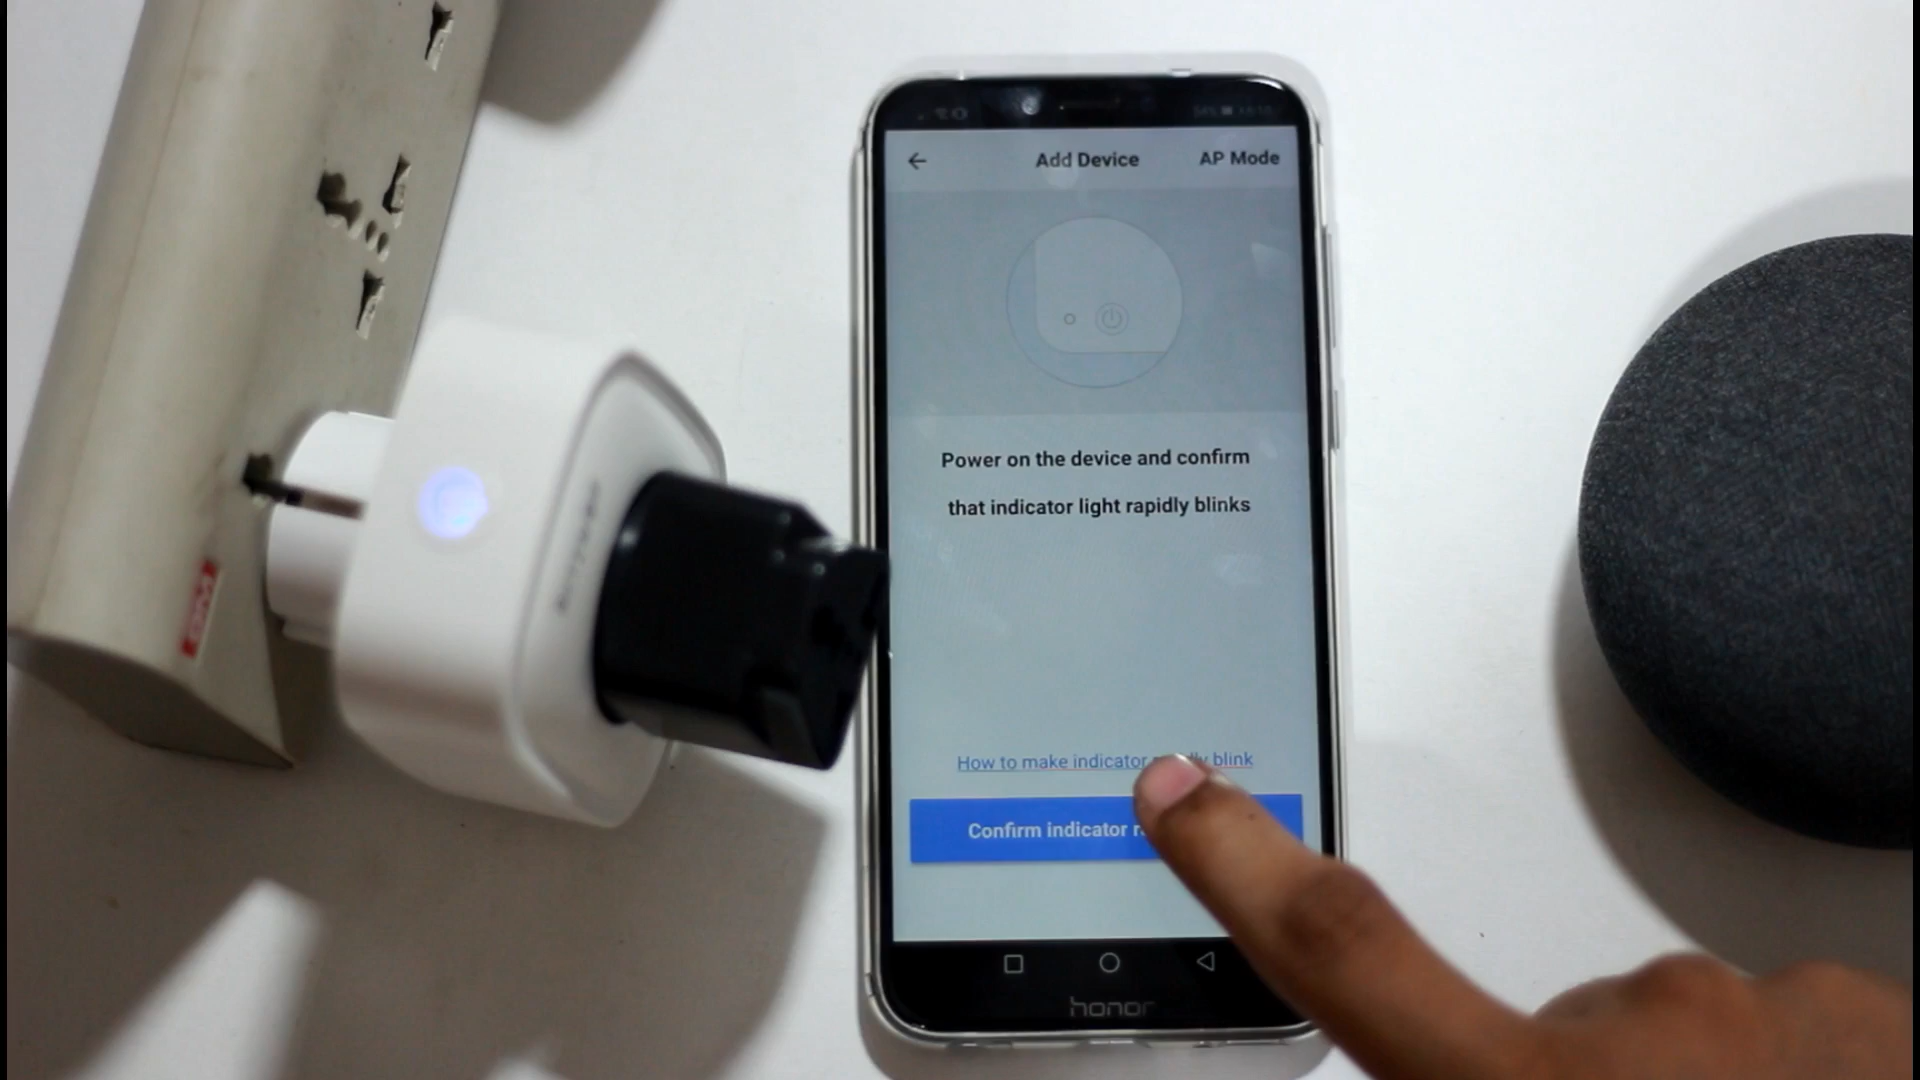 Add Device
AP Mode
Power on the device and confirm
that indicator light rapidly blinks
How to make indicator blink
Confirm indicator
honor